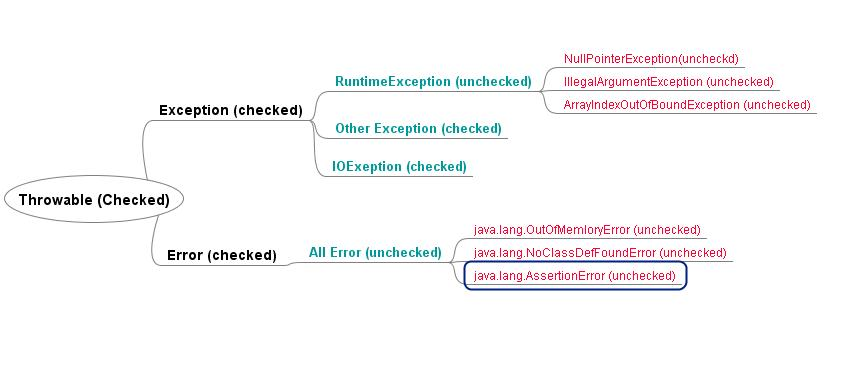 NullPointerException(uncheckd)
RuntimeException (unchecked)
IllegalArgumentException (unchecked)
ArrayIndexOutOfBoundException (unchecked)
Exception (checked)
Other Exception (checked)
IOExeption (checked)
Throwable (Checked)
java.lang.OutOfMemloryError (unchecked)
Error (checked)
All Error (unchecked)
java.lang.NoClassDefFoundError (unchecked)
java.lang.AssertionError (unchecked)